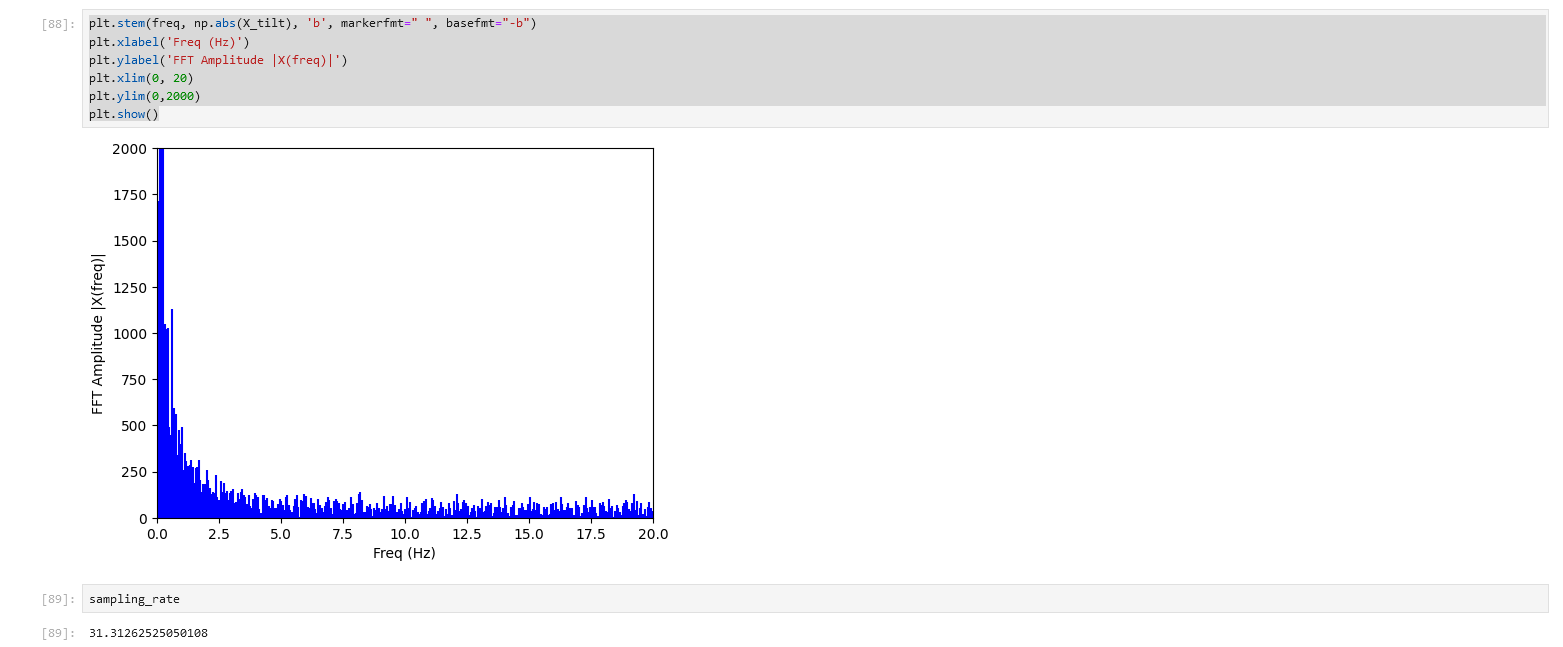 [88]: plt.stem(freq, np.abs(X_tilt), 'b', markerfmt=" ", basefmt="-b")
plt.xlabel('Freq (Hz)')
plt.ylabel('FFT Amplitude |X(freq)|')
plt.xlim(0, 20)
plt.ylim(0,2000)
plt.show()
2000
1750
1500
1250
1000
750
500
250
0
FFT Amplitude |X(freq)|
0.0 2.5 5.0 7.5 10.0 12.5 15.0 17.5 20.0
Freq (Hz)
[89]: sampling_rate
[89]: 31.31262525050108